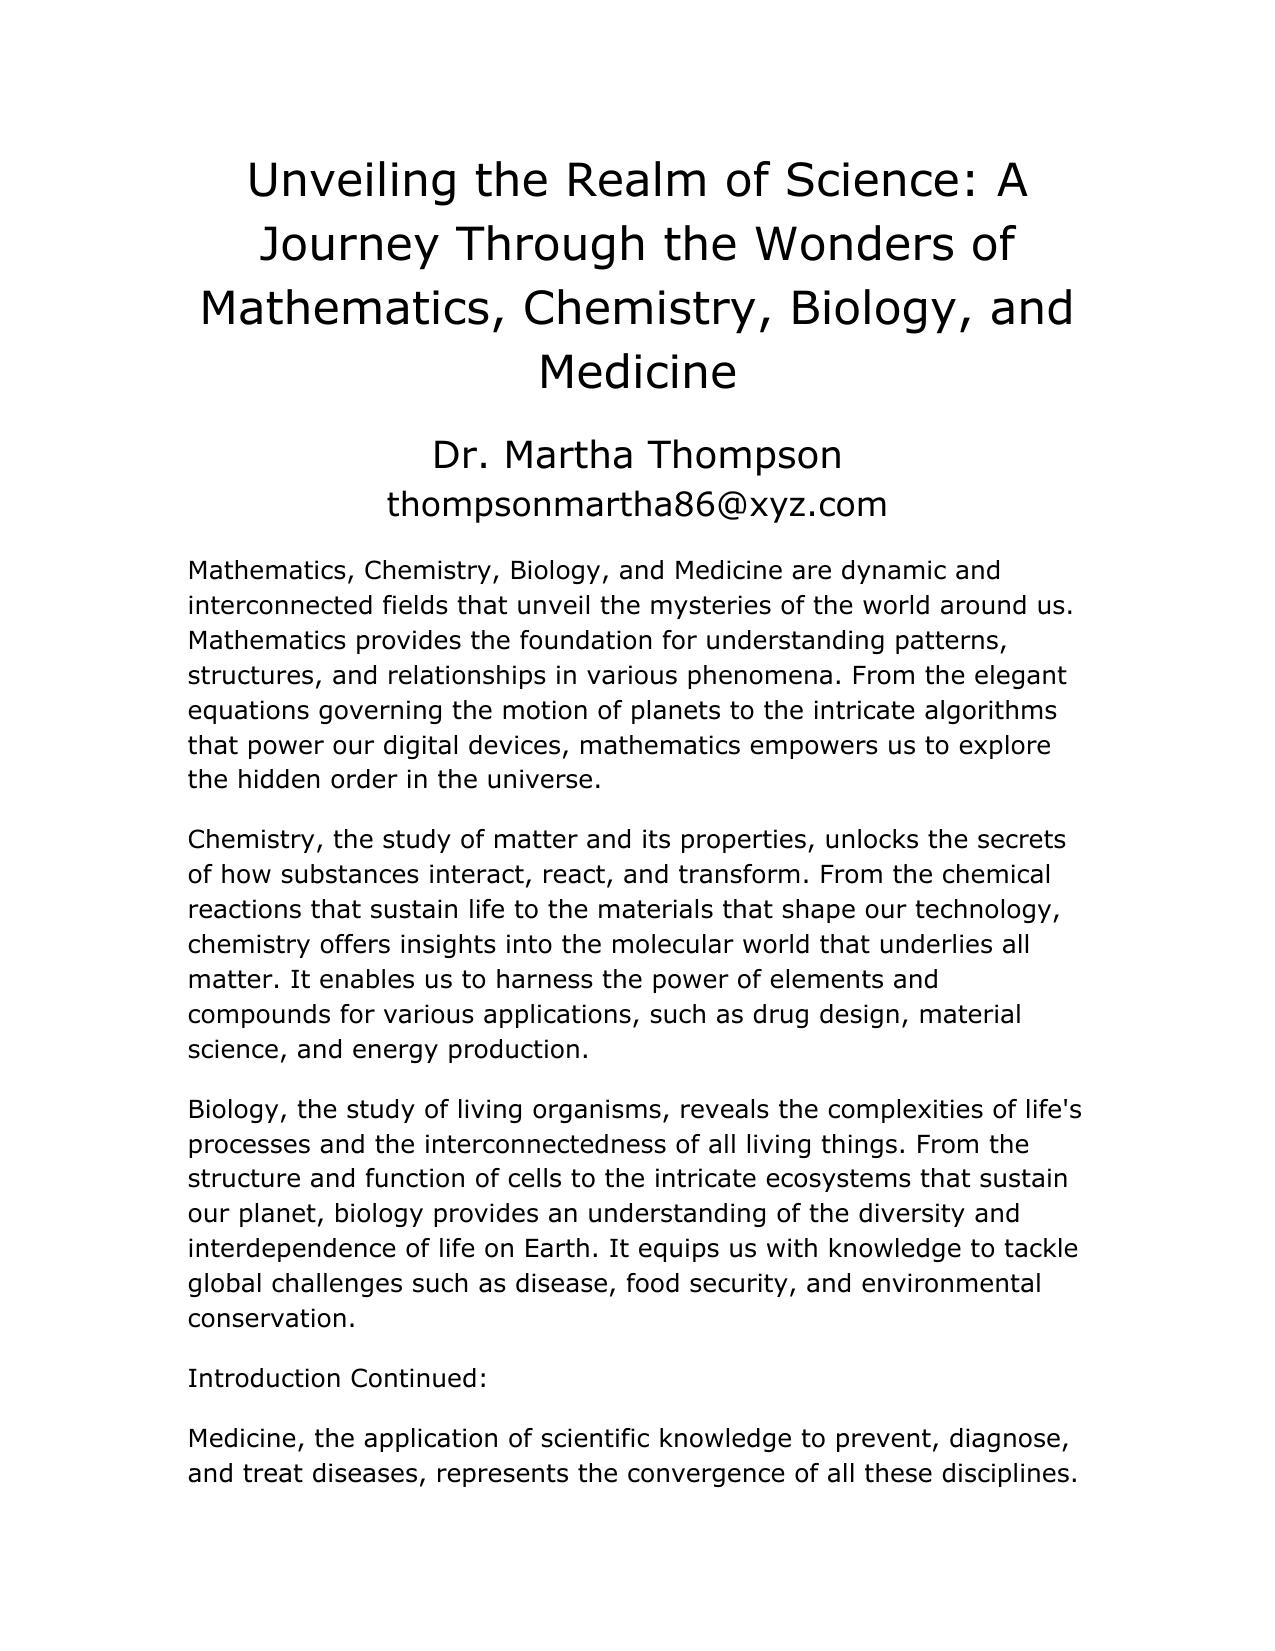 Unveiling the Realm of Science: A
Journey Through the Wonders of
Mathematics, Chemistry, Biology, and
Medicine
Dr. Martha Thompson
thompsonmartha86@xyz.com
Mathematics, Chemistry, Biology, and Medicine are dynamic and
interconnected fields that unveil the mysteries of the world around us.
Mathematics provides the foundation for understanding patterns,
structures, and relationships in various phenomena. From the elegant
equations governing the motion of planets to the intricate algorithms
that power our digital devices, mathematics empowers us to explore
the hidden order in the universe.
Chemistry, the study of matter and its properties, unlocks the secrets
of how substances interact, react, and transform. From the chemical
reactions that sustain life to the materials that shape our technology,
chemistry offers insights into the molecular world that underlies all
matter. It enables us to harness the power of elements and
compounds for various applications, such as drug design, material
science, and energy production.
Biology, the study of living organisms, reveals the complexities of life's
processes and the interconnectedness of all living things. From the
structure and function of cells to the intricate ecosystems that sustain
our planet, biology provides an understanding of the diversity and
interdependence of life on Earth. It equips us with knowledge to tackle
global challenges such as disease, food security, and environmental
conservation.
Introduction Continued:
Medicine, the application of scientific knowledge to prevent, diagnose,
and treat diseases, represents the convergence of all these disciplines.